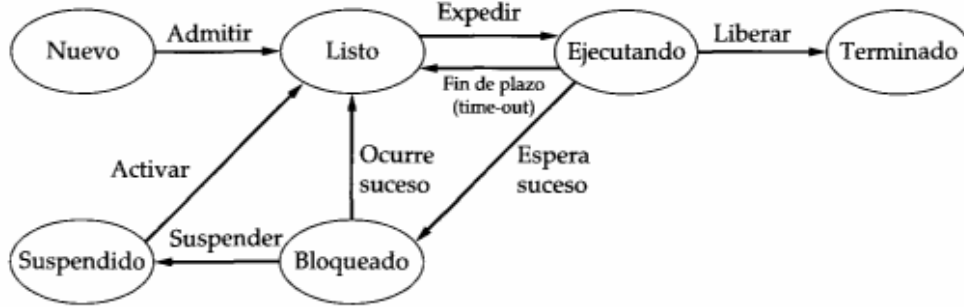 Nuevo
Admitir
Listo
Expedir
Fin de plazo
(time-out)
Ejecutando
Liberar
Terminado
Activar
Ocurre
suceso
Espera
suceso
Suspendido
Suspender
Bloqueado